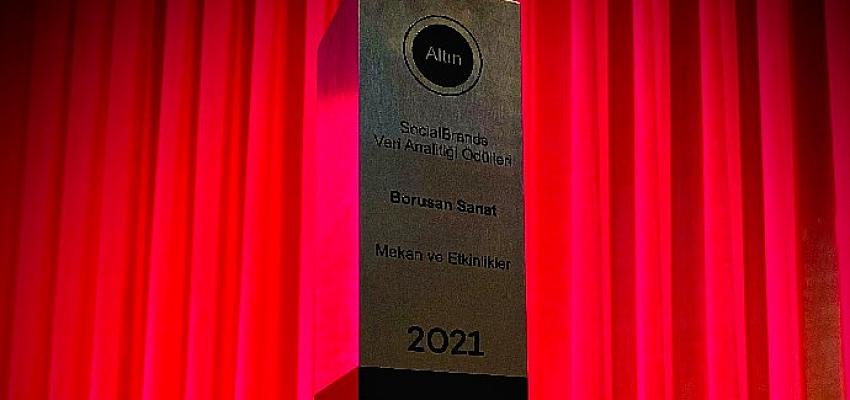 Altın
SocialBrands
Veri Analitiği Ödülleri
Borusan Sanat
Mekan ve Etkinlikler
2021